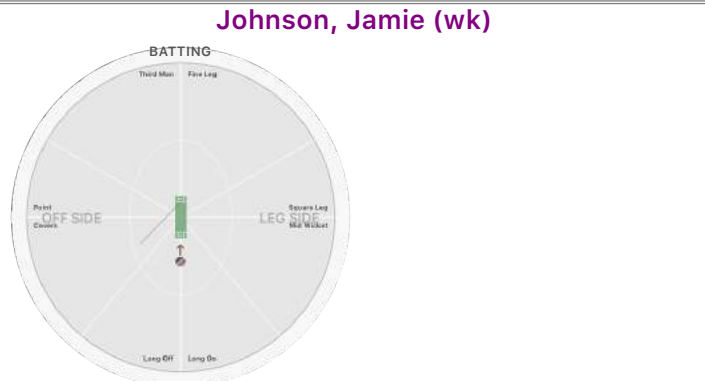 Johnson, Jamie (wk)
BATTING
Third Man Fine Leg
Point Square Leg
OFF SIDE LEG SIDE
Covers Mid Wicket
Long Off Long On